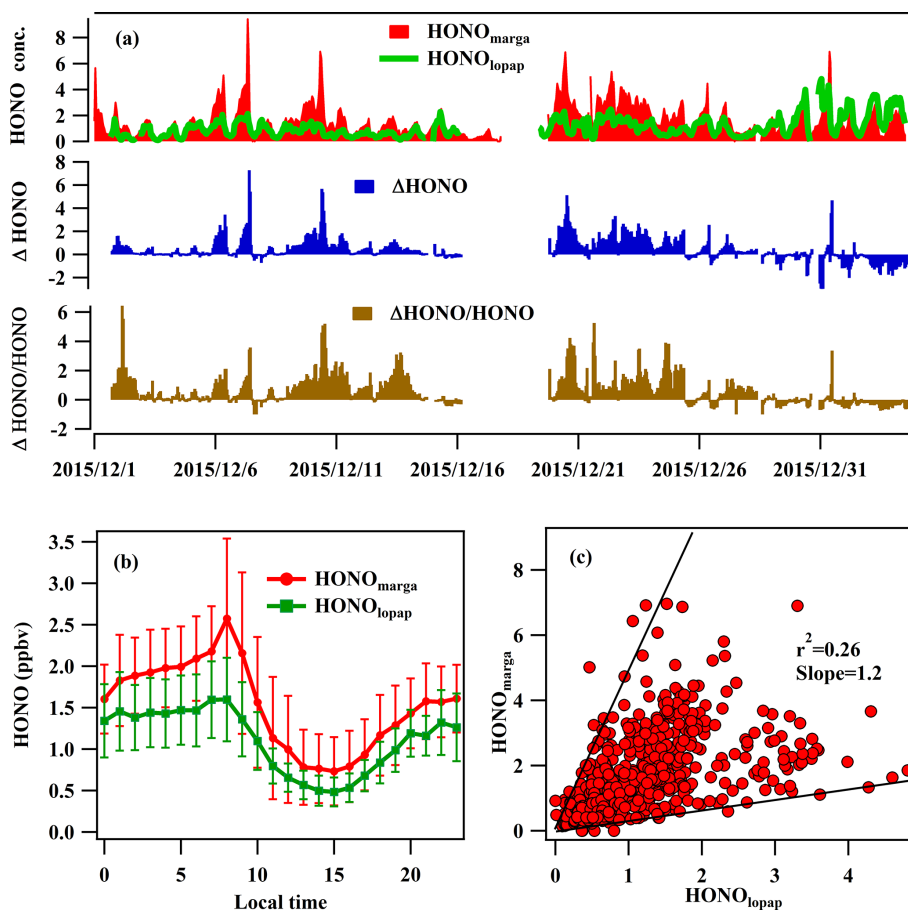 (a)
HONOmarga
HONOlopap
HONO conc.
8
6
4
2
0
ΔHONO
Δ HONO
8
6
4
2
0
-2
ΔHONO/HONO
Δ HONO/HONO
6
4
2
0
-2
2015/12/1 2015/12/6 2015/12/11 2015/12/16 2015/12/21 2015/12/26 2015/12/31
(b)
HONOmarga
HONOlopap
HONO (ppbv)
3.5
3.0
2.5
2.0
1.5
1.0
0.5
0.0
0 5 10 15 20
Local time
(c)
r²=0.26
Slope=1.2
HONOmarga
8
6
4
2
0
0 1 2 3 4
HONOlopap